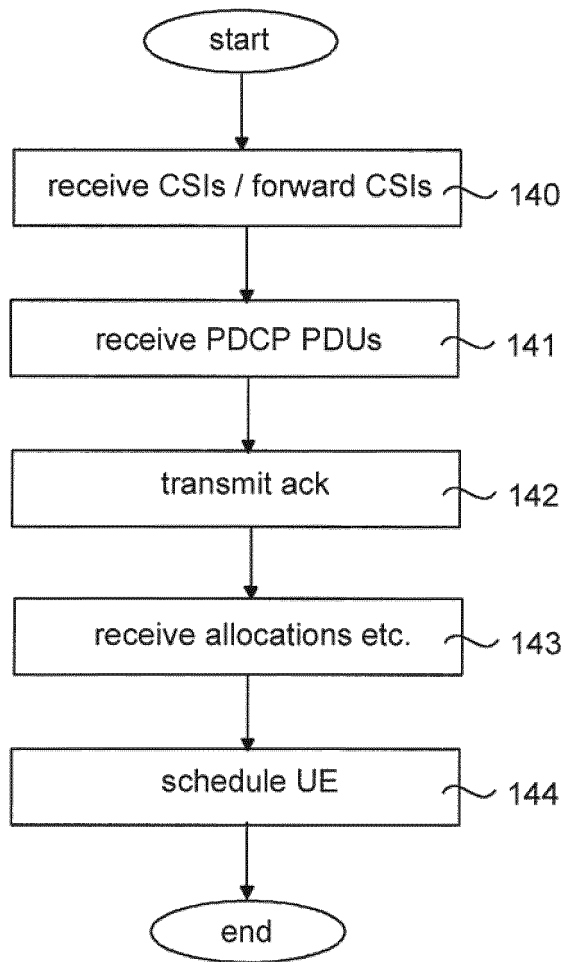 start
receive CSIs / forward CSIs 140
receive PDCP PDUs 141
transmit ack 142
receive allocations etc. 143
schedule UE 144
end